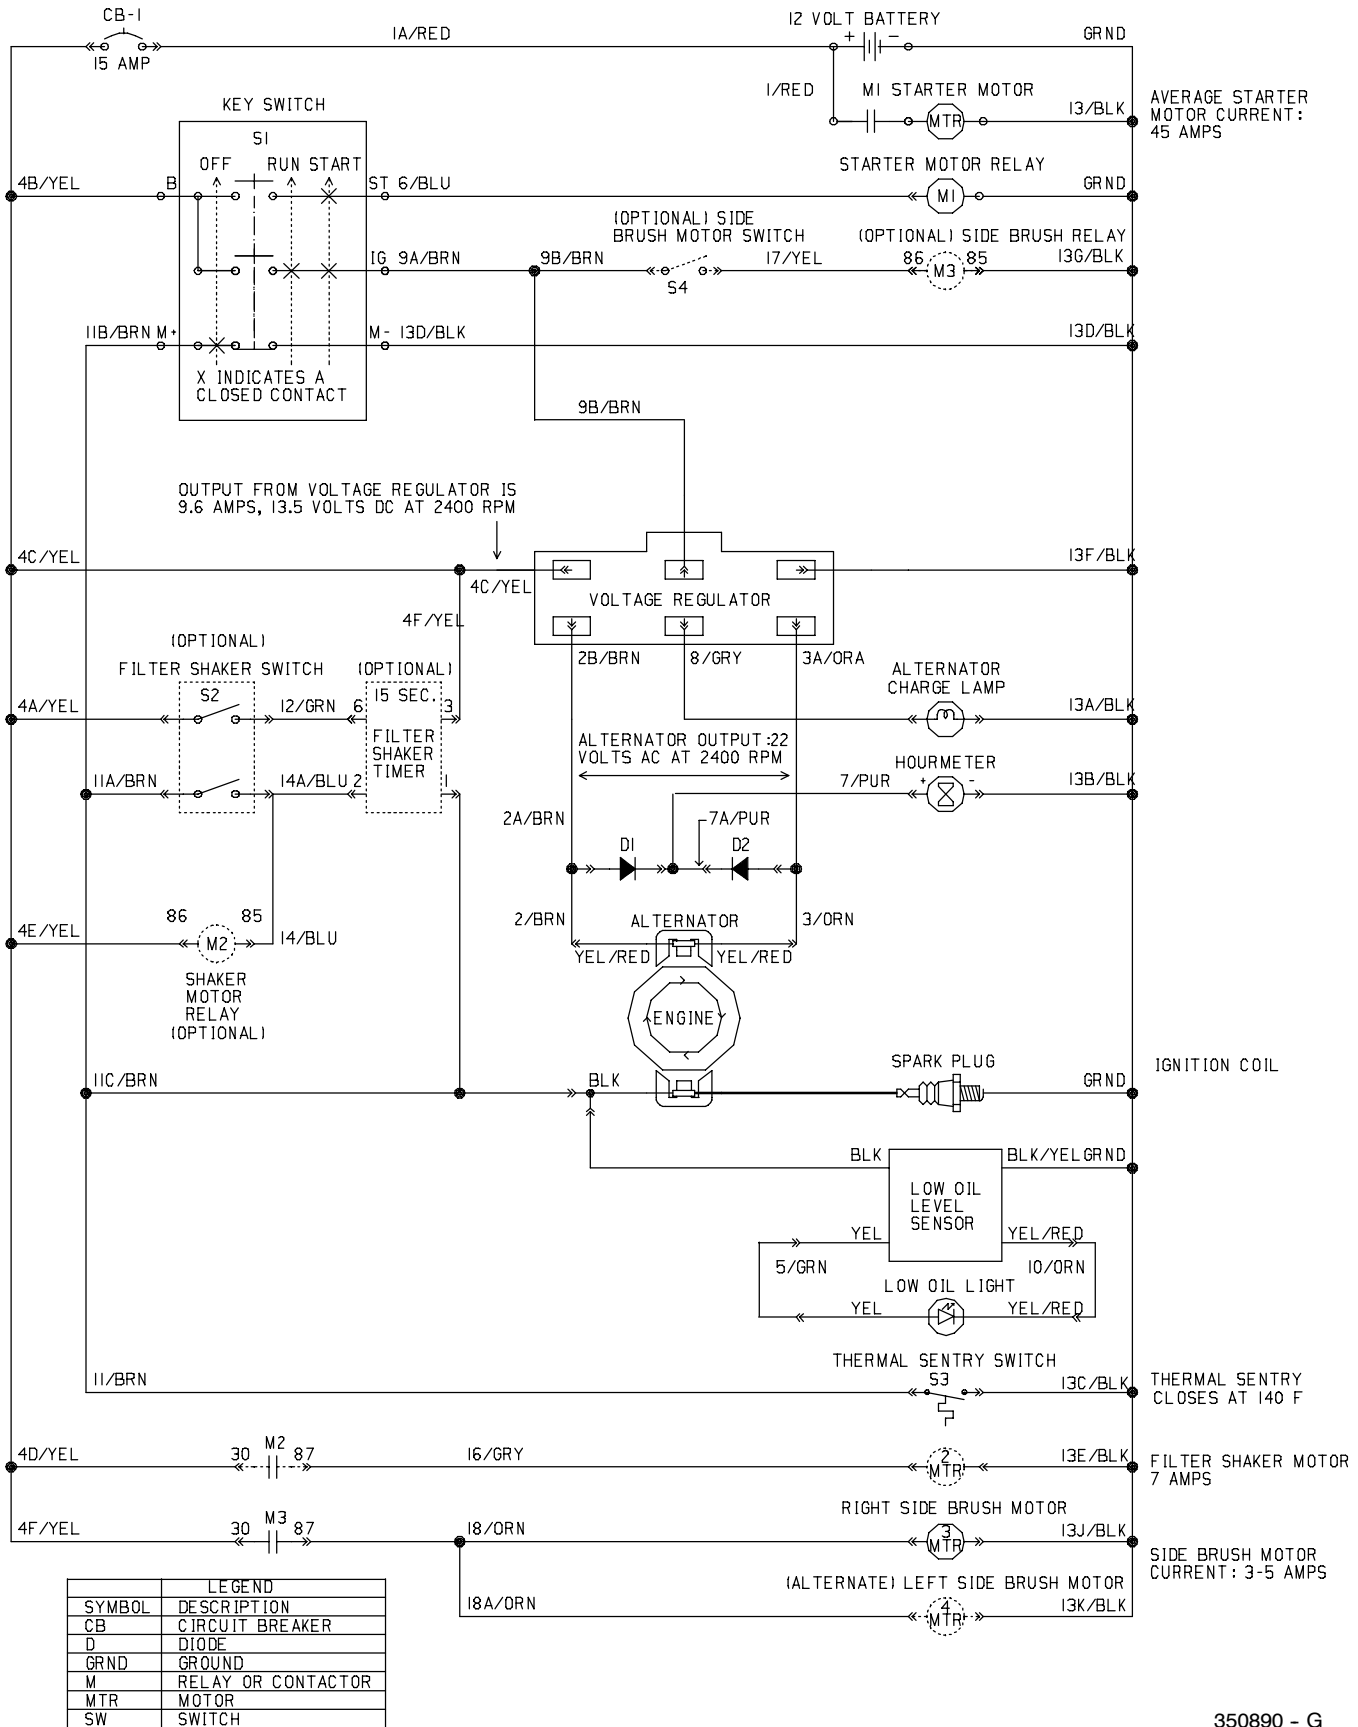 CB-1
15 AMP
1A/RED
12 VOLT BATTERY
+ -
GRND
1/RED
M1 STARTER MOTOR
MTR
13/BLK
AVERAGE STARTER
MOTOR CURRENT:
45 AMPS
KEY SWITCH
S1
OFF RUN START
4B/YEL
B
ST 6/BLU
STARTER MOTOR RELAY
M1
GRND
(OPTIONAL) SIDE
BRUSH MOTOR SWITCH
(OPTIONAL) SIDE BRUSH RELAY
IG 9A/BRN
9B/BRN
S4
17/YEL
86 M3 85
13G/BLK
11B/BRN M+
M- 13D/BLK
13D/BLK
X INDICATES A
CLOSED CONTACT
9B/BRN
OUTPUT FROM VOLTAGE REGULATOR IS
9.6 AMPS, 13.5 VOLTS DC AT 2400 RPM
4C/YEL
4C/YEL
13F/BLK
VOLTAGE REGULATOR
4F/YEL
2B/BRN
8/GRY
3A/ORA
(OPTIONAL)
FILTER SHAKER SWITCH
S2
(OPTIONAL)
15 SEC.
FILTER
SHAKER
TIMER
4A/YEL
12/GRN 6
3
ALTERNATOR
CHARGE LAMP
13A/BLK
ALTERNATOR OUTPUT:22
VOLTS AC AT 2400 RPM
11A/BRN
14A/BLU 2
1
HOURMETER
7/PUR
+ -
13B/BLK
2A/BRN
7A/PUR
D1
D2
86 85
4E/YEL
M2
14/BLU
SHAKER
MOTOR
RELAY
(OPTIONAL)
2/BRN
ALTERNATOR
3/ORN
YEL/RED
YEL/RED
ENGINE
11C/BRN
BLK
SPARK PLUG
GRND
IGNITION COIL
BLK
BLK/YEL GRND
LOW OIL
LEVEL
SENSOR
YEL
YEL/RED
5/GRN
10/ORN
LOW OIL LIGHT
YEL
YEL/RED
THERMAL SENTRY SWITCH
11/BRN
S3
13C/BLK
THERMAL SENTRY
CLOSES AT 140 F
4D/YEL
30 M2 87
16/GRY
2
MTR
13E/BLK
FILTER SHAKER MOTOR
7 AMPS
RIGHT SIDE BRUSH MOTOR
4F/YEL
30 M3 87
18/ORN
3
MTR
13J/BLK
SIDE BRUSH MOTOR
CURRENT: 3-5 AMPS
(ALTERNATE) LEFT SIDE BRUSH MOTOR
18A/ORN
4
MTR
13K/BLK
LEGEND
SYMBOL DESCRIPTION
CB CIRCUIT BREAKER
D DIODE
GRND GROUND
M RELAY OR CONTACTOR
MTR MOTOR
SW SWITCH
350890 - G